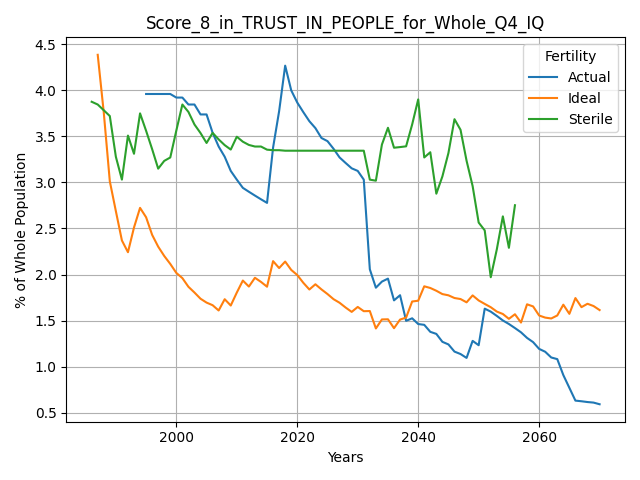 Score_8_in_TRUST_IN_PEOPLE_for_Whole_Q4_IQ
Fertility
Actual
Ideal
Sterile
% of Whole Population
4.5
4.0
3.5
3.0
2.5
2.0
1.5
1.0
0.5
2000
2020
2040
2060
Years